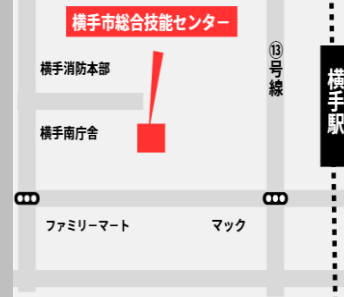 横手市総合技能センター
横手消防本部
⑬号線
横手駅
横手南庁舎
ファミリーマート
マック